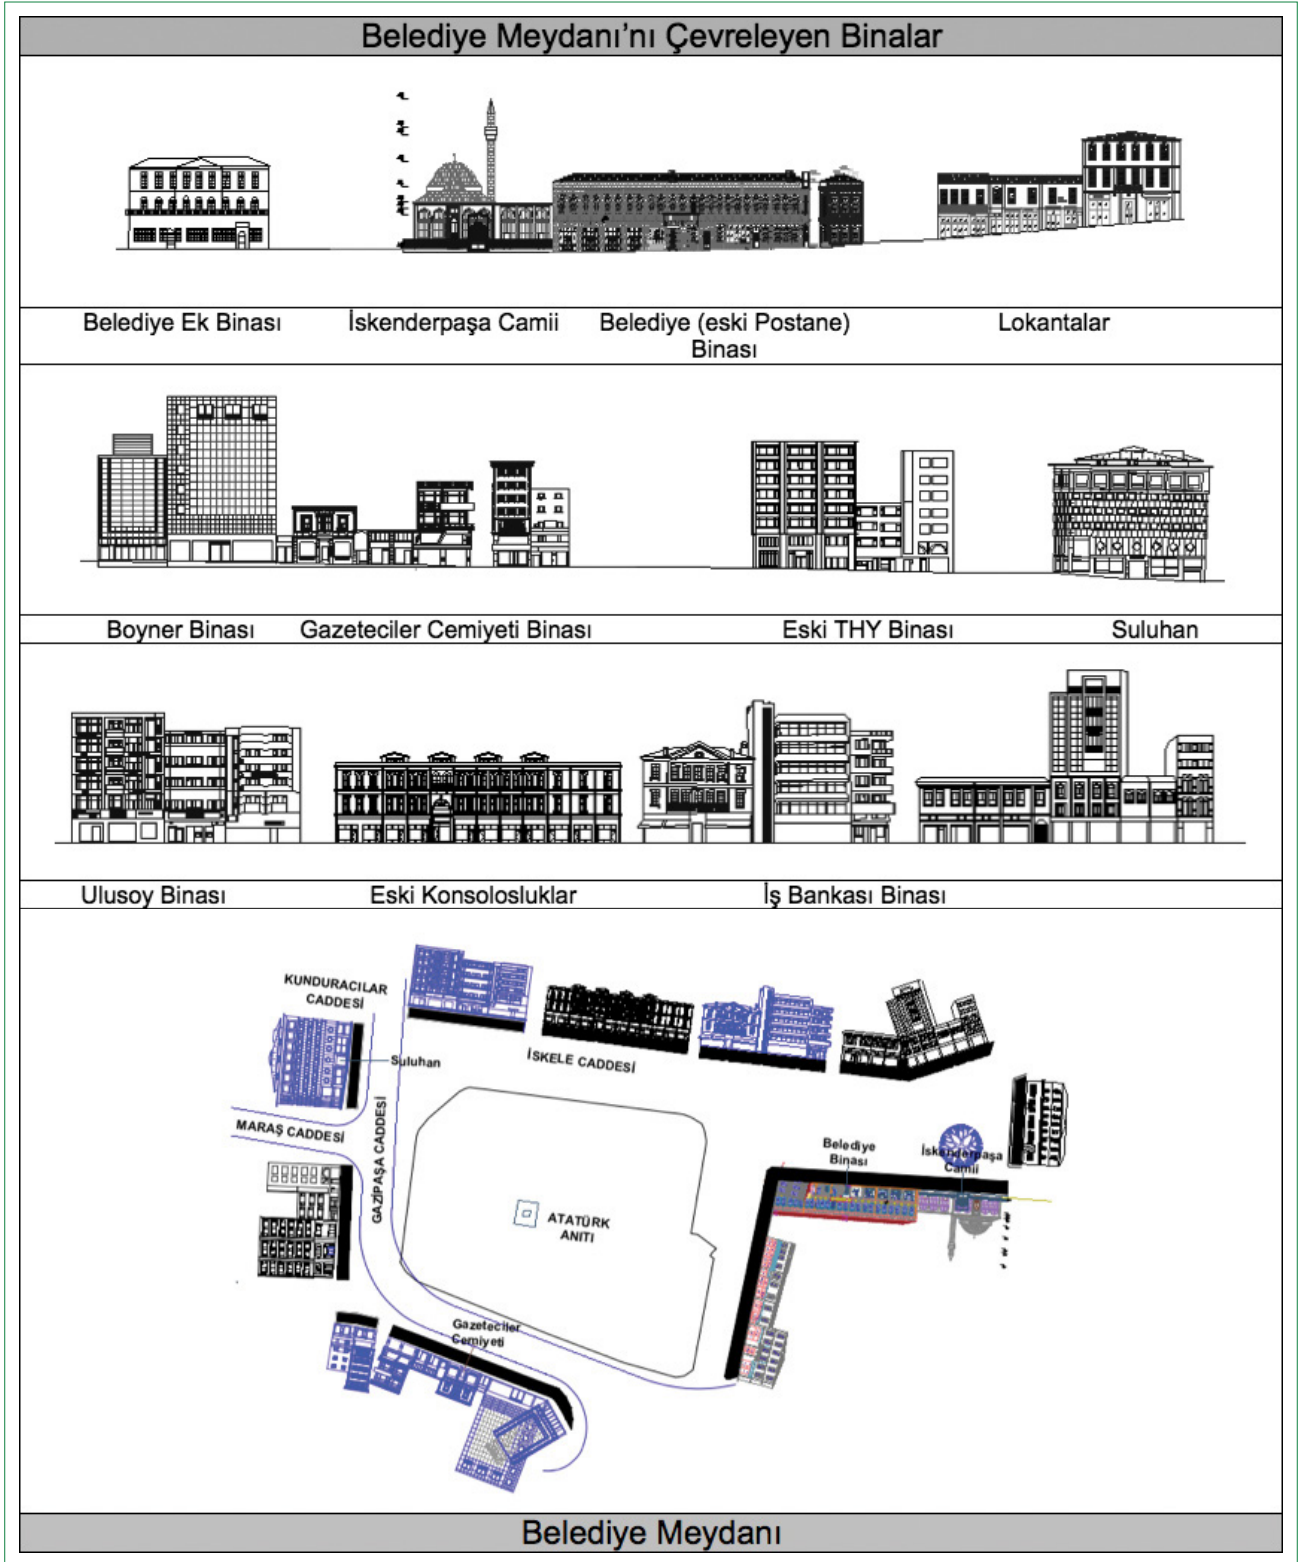 Belediye Meydanı'nı Çevreleyen Binalar
Belediye Ek Binası İskenderpaşa Camii Belediye (eski Postane) Lokantalar
Binası
Boyner Binası Gazeteciler Cemiyeti Binası Eski THY Binası Suluhan
Ulusoy Binası Eski Konsolosluklar İş Bankası Binası
KUNDURACILAR
CADDESİ
Suluhan
İSKELE CADDESİ
MARAŞ CADDESİ
GAZİPAŞA CADDESİ
Belediye
Binası
İskenderpaşa
Camii
ATATÜRK
ANITI
Gazeteciler
Cemiyeti
Belediye Meydanı